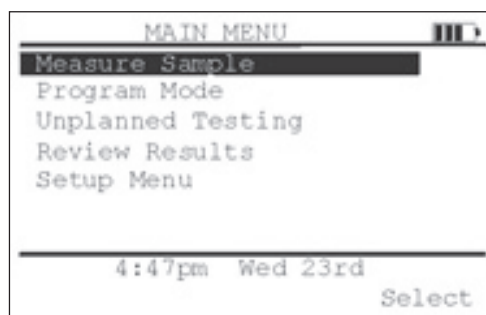 MAIN MENU
Measure Sample
Program Mode
Unplanned Testing
Review Results
Setup Menu
4:47pm Wed 23rd
Select